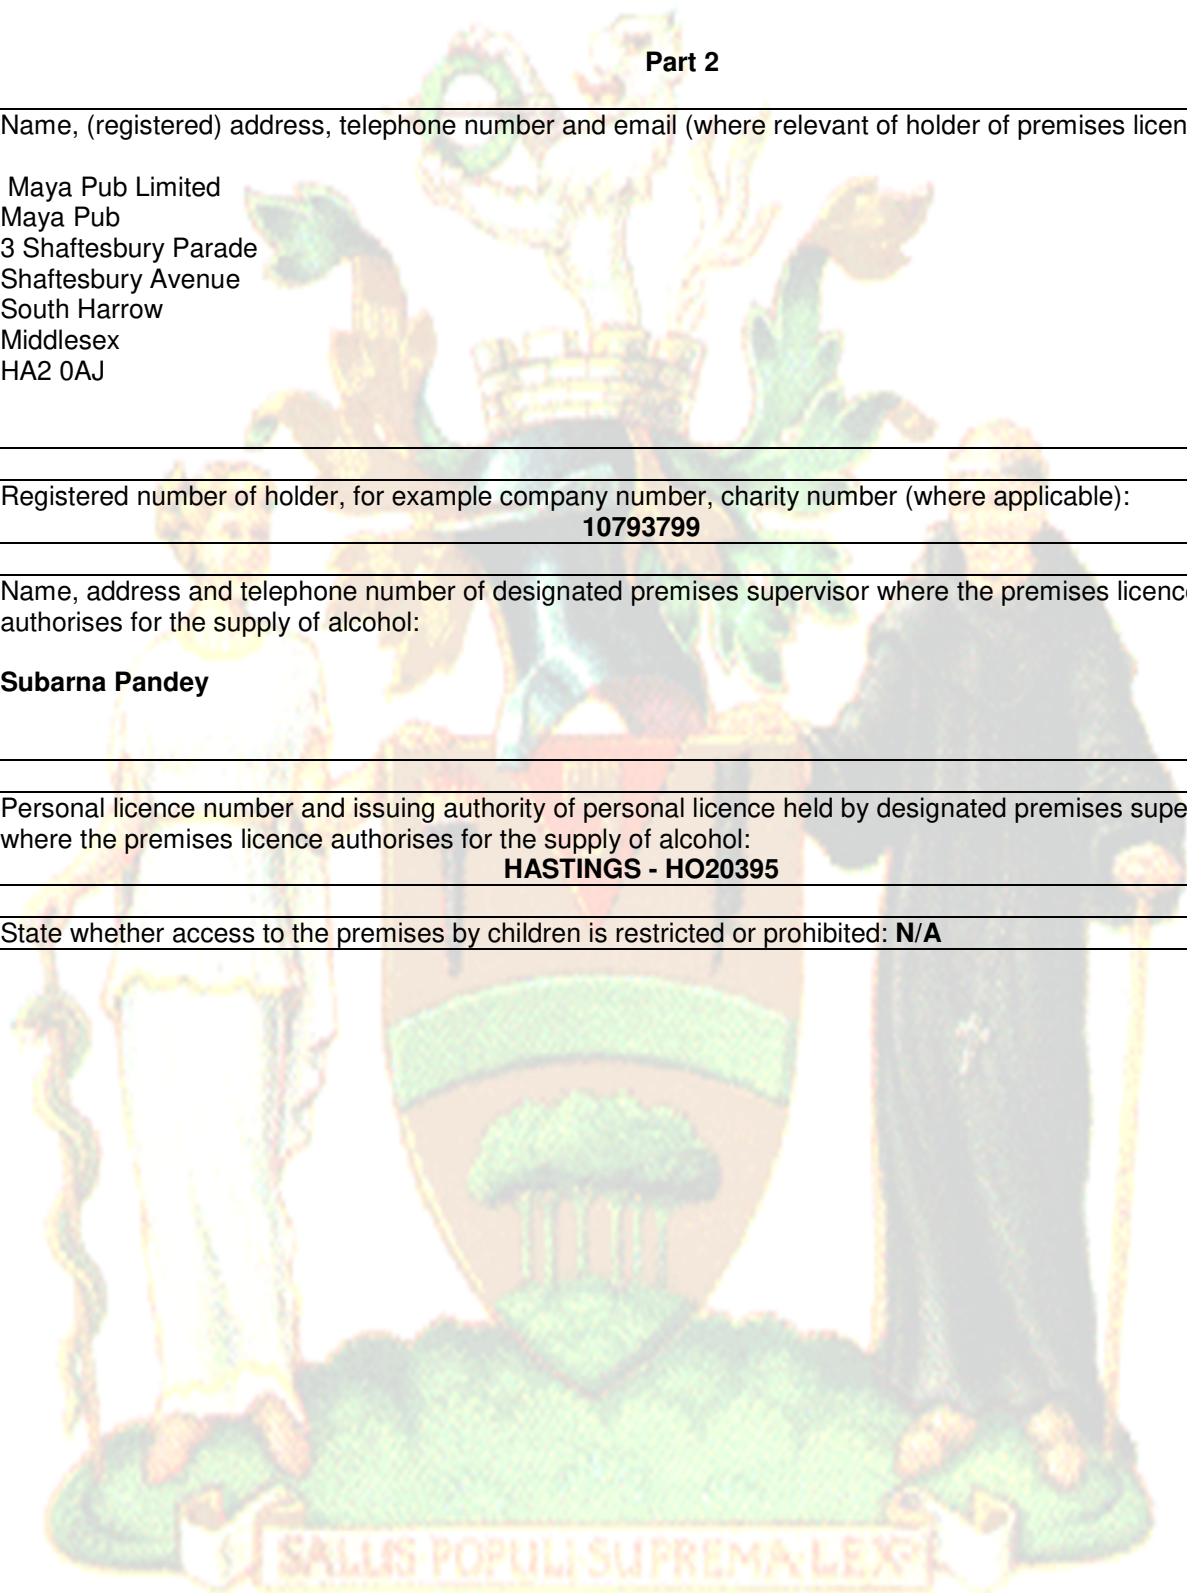 Part 2
Name, (registered) address, telephone number and email (where relevant of holder of premises licen
Maya Pub Limited
Maya Pub
3 Shaftesbury Parade
Shaftesbury Avenue
South Harrow
Middlesex
HA2 0AJ
Registered number of holder, for example company number, charity number (where applicable):
10793799
Name, address and telephone number of designated premises supervisor where the premises licence
authorises for the supply of alcohol:
Subarna Pandey
Personal licence number and issuing authority of personal licence held by designated premises supe
where the premises licence authorises for the supply of alcohol:
HASTINGS - HO20395
State whether access to the premises by children is restricted or prohibited: N/A
SALUS·POPULI·SUPREMA·LEX